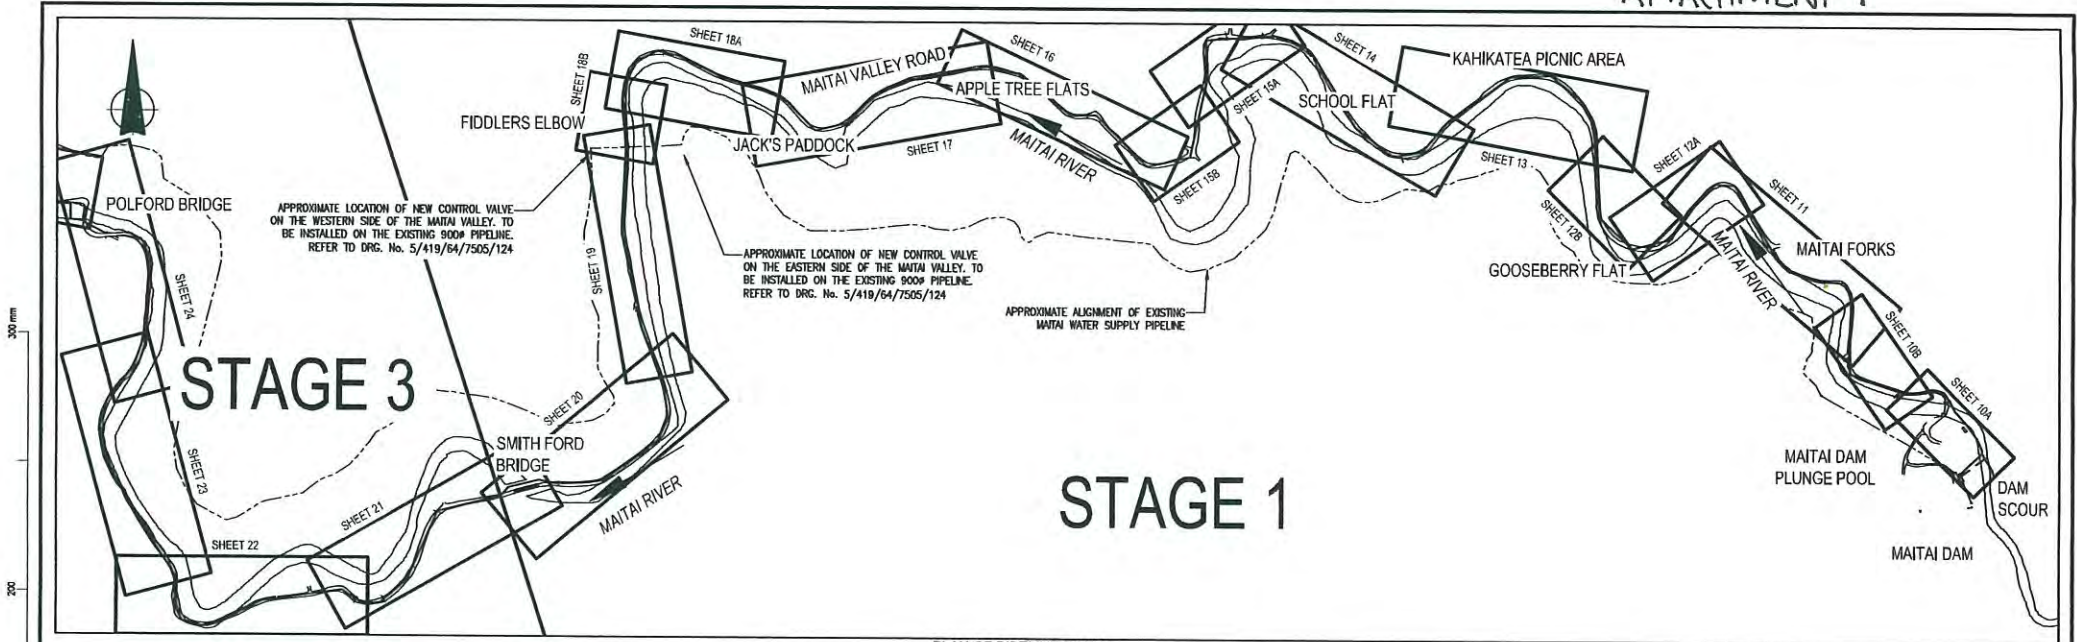 ATTACHMENT
SHEET 18A
SHEET 18B
MAITAI VALLEY ROAD
SHEET 16
SHEET 14
KAHIKATEA PICNIC AREA
FIDDLERS ELBOW
APPLE TREE FLATS
SHEET 15A
SCHOOL FLAT
JACK'S PADDOCK
SHEET 17
MAITAI RIVER
SHEET 15B
SHEET 13
SHEET 12A
SHEET 11
SHEET 12B
POLFORD BRIDGE
APPROXIMATE LOCATION OF NEW CONTROL VALVE
ON THE WESTERN SIDE OF THE MAITAI VALLEY. TO
BE INSTALLED ON THE EXISTING 900ø PIPELINE.
REFER TO DRG. No. 5/419/64/7505/124
APPROXIMATE LOCATION OF NEW CONTROL VALVE
ON THE EASTERN SIDE OF THE MAITAI VALLEY. TO
BE INSTALLED ON THE EXISTING 900ø PIPELINE.
REFER TO DRG. No. 5/419/64/7505/124
SHEET 19
GOOSEBERRY FLAT
MAITAI RIVER
MAITAI FORKS
SHEET 24
APPROXIMATE ALIGNMENT OF EXISTING
MAITAI WATER SUPPLY PIPELINE
300 mm
SHEET 10B
STAGE 3
SHEET 20
SHEET 10A
SMITH FORD
BRIDGE
SHEET 23
MAITAI DAM
PLUNGE POOL
STAGE 1
MAITAI RIVER
DAM
SCOUR
SHEET 21
SHEET 22
MAITAI DAM
200